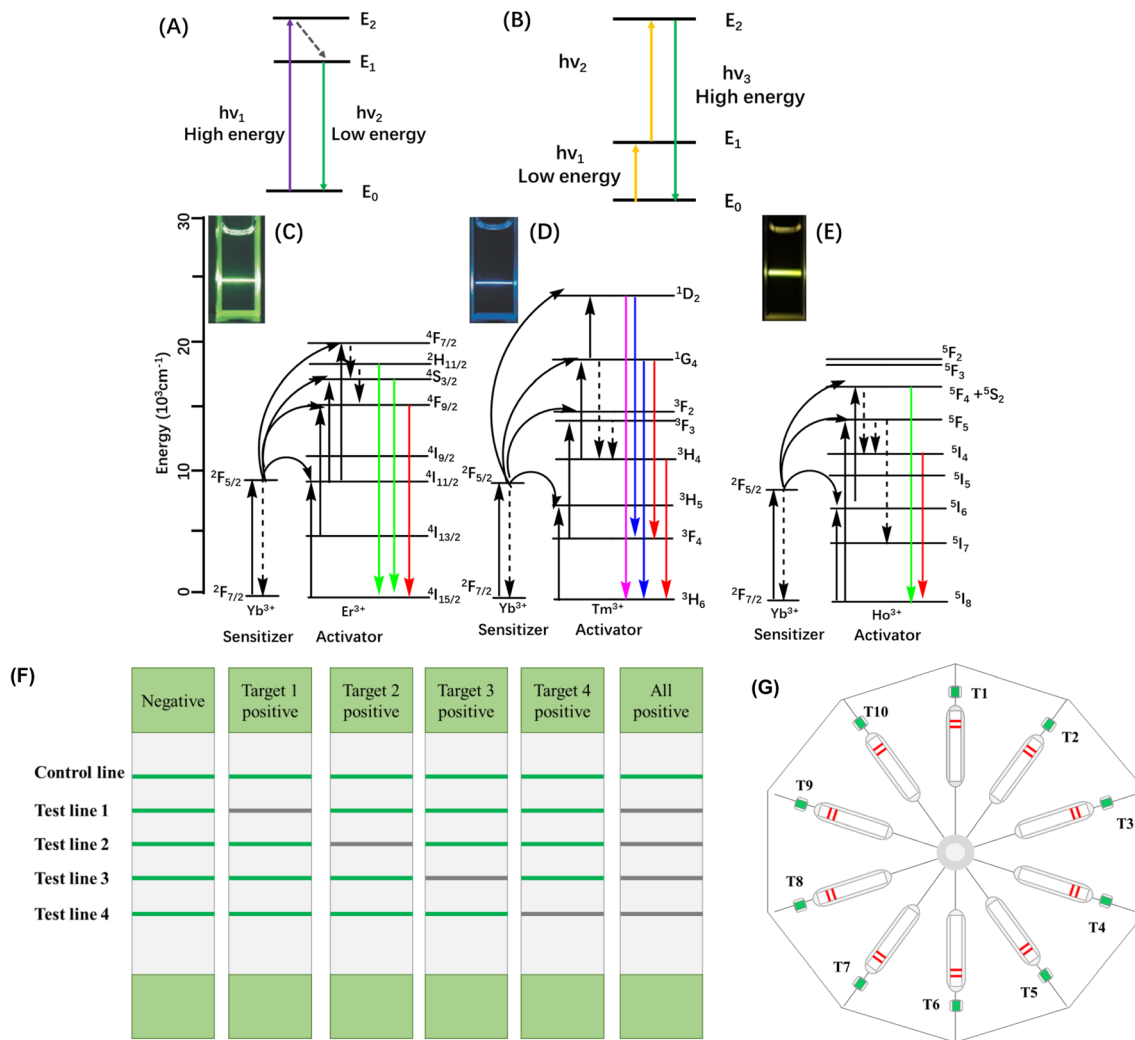 (A)
E₂
E₁
hν₁
High energy
hν₂
Low energy
E₀
(B)
E₂
hν₂
hν₃
High energy
E₁
hν₁
Low energy
E₀
Energy (10³cm⁻¹)
30
20
10
0
(C)
⁴F₇/₂
²H₁₁/₂
⁴S₃/₂
⁴F₉/₂
⁴I₉/₂
²F₅/₂
⁴I₁₁/₂
⁴I₁₃/₂
²F₇/₂
⁴I₁₅/₂
Yb³⁺
Er³⁺
Sensitizer
Activator
(D)
¹D₂
¹G₄
³F₂
³F₃
³H₄
²F₅/₂
³H₅
³F₄
²F₇/₂
³H₆
Yb³⁺
Tm³⁺
Sensitizer
Activator
(E)
⁵F₂
⁵F₃
⁵F₄ + ⁵S₂
⁵F₅
⁵I₄
²F₅/₂
⁵I₅
⁵I₆
⁵I₇
²F₇/₂
⁵I₈
Yb³⁺
Ho³⁺
Sensitizer
Activator
(F)
Negative
Target 1
positive
Target 2
positive
Target 3
positive
Target 4
positive
All
positive
Control line
Test line 1
Test line 2
Test line 3
Test line 4
(G)
T1
T2
T3
T4
T5
T6
T7
T8
T9
T10